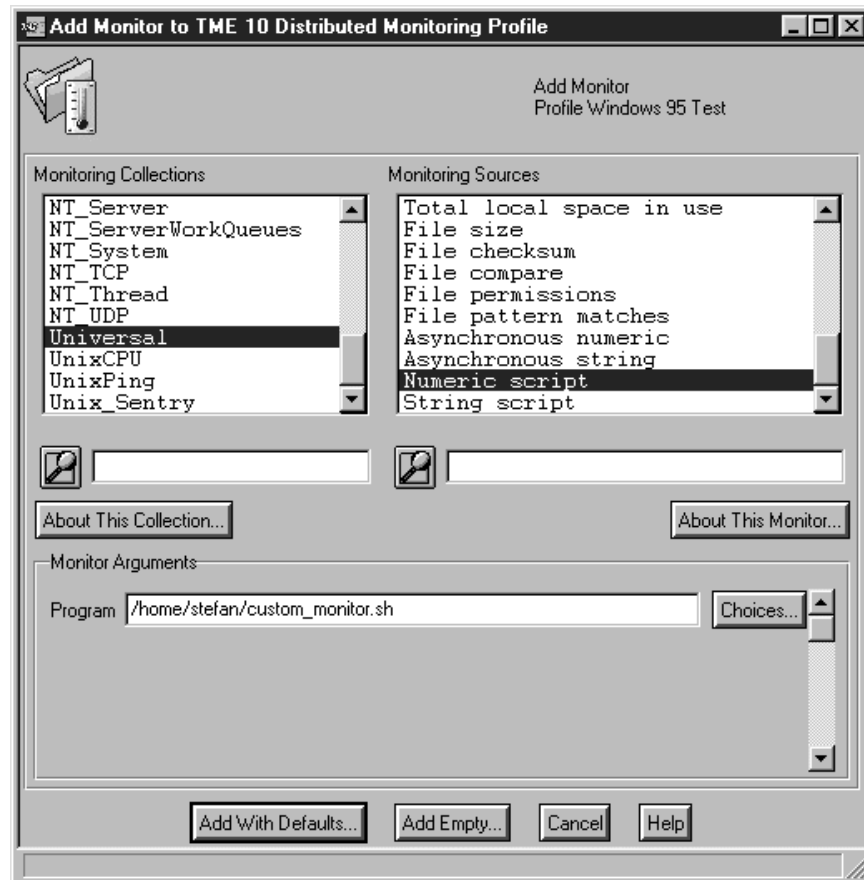 Add Monitor to TME 10 Distributed Monitoring Profile
Add Monitor
Profile Windows 95 Test
Monitoring Collections
NT_Server
NT_ServerWorkQueues
NT_System
NT_TCP
NT_Thread
NT_UDP
Universal
UnixCPU
UnixPing
Unix_Sentry
Monitoring Sources
Total local space in use
File size
File checksum
File compare
File permissions
File pattern matches
Asynchronous numeric
Asynchronous string
Numeric script
String script
About This Collection...
About This Monitor...
Monitor Arguments
Program /home/stefan/custom_monitor.sh Choices...
Add With Defaults... Add Empty... Cancel Help